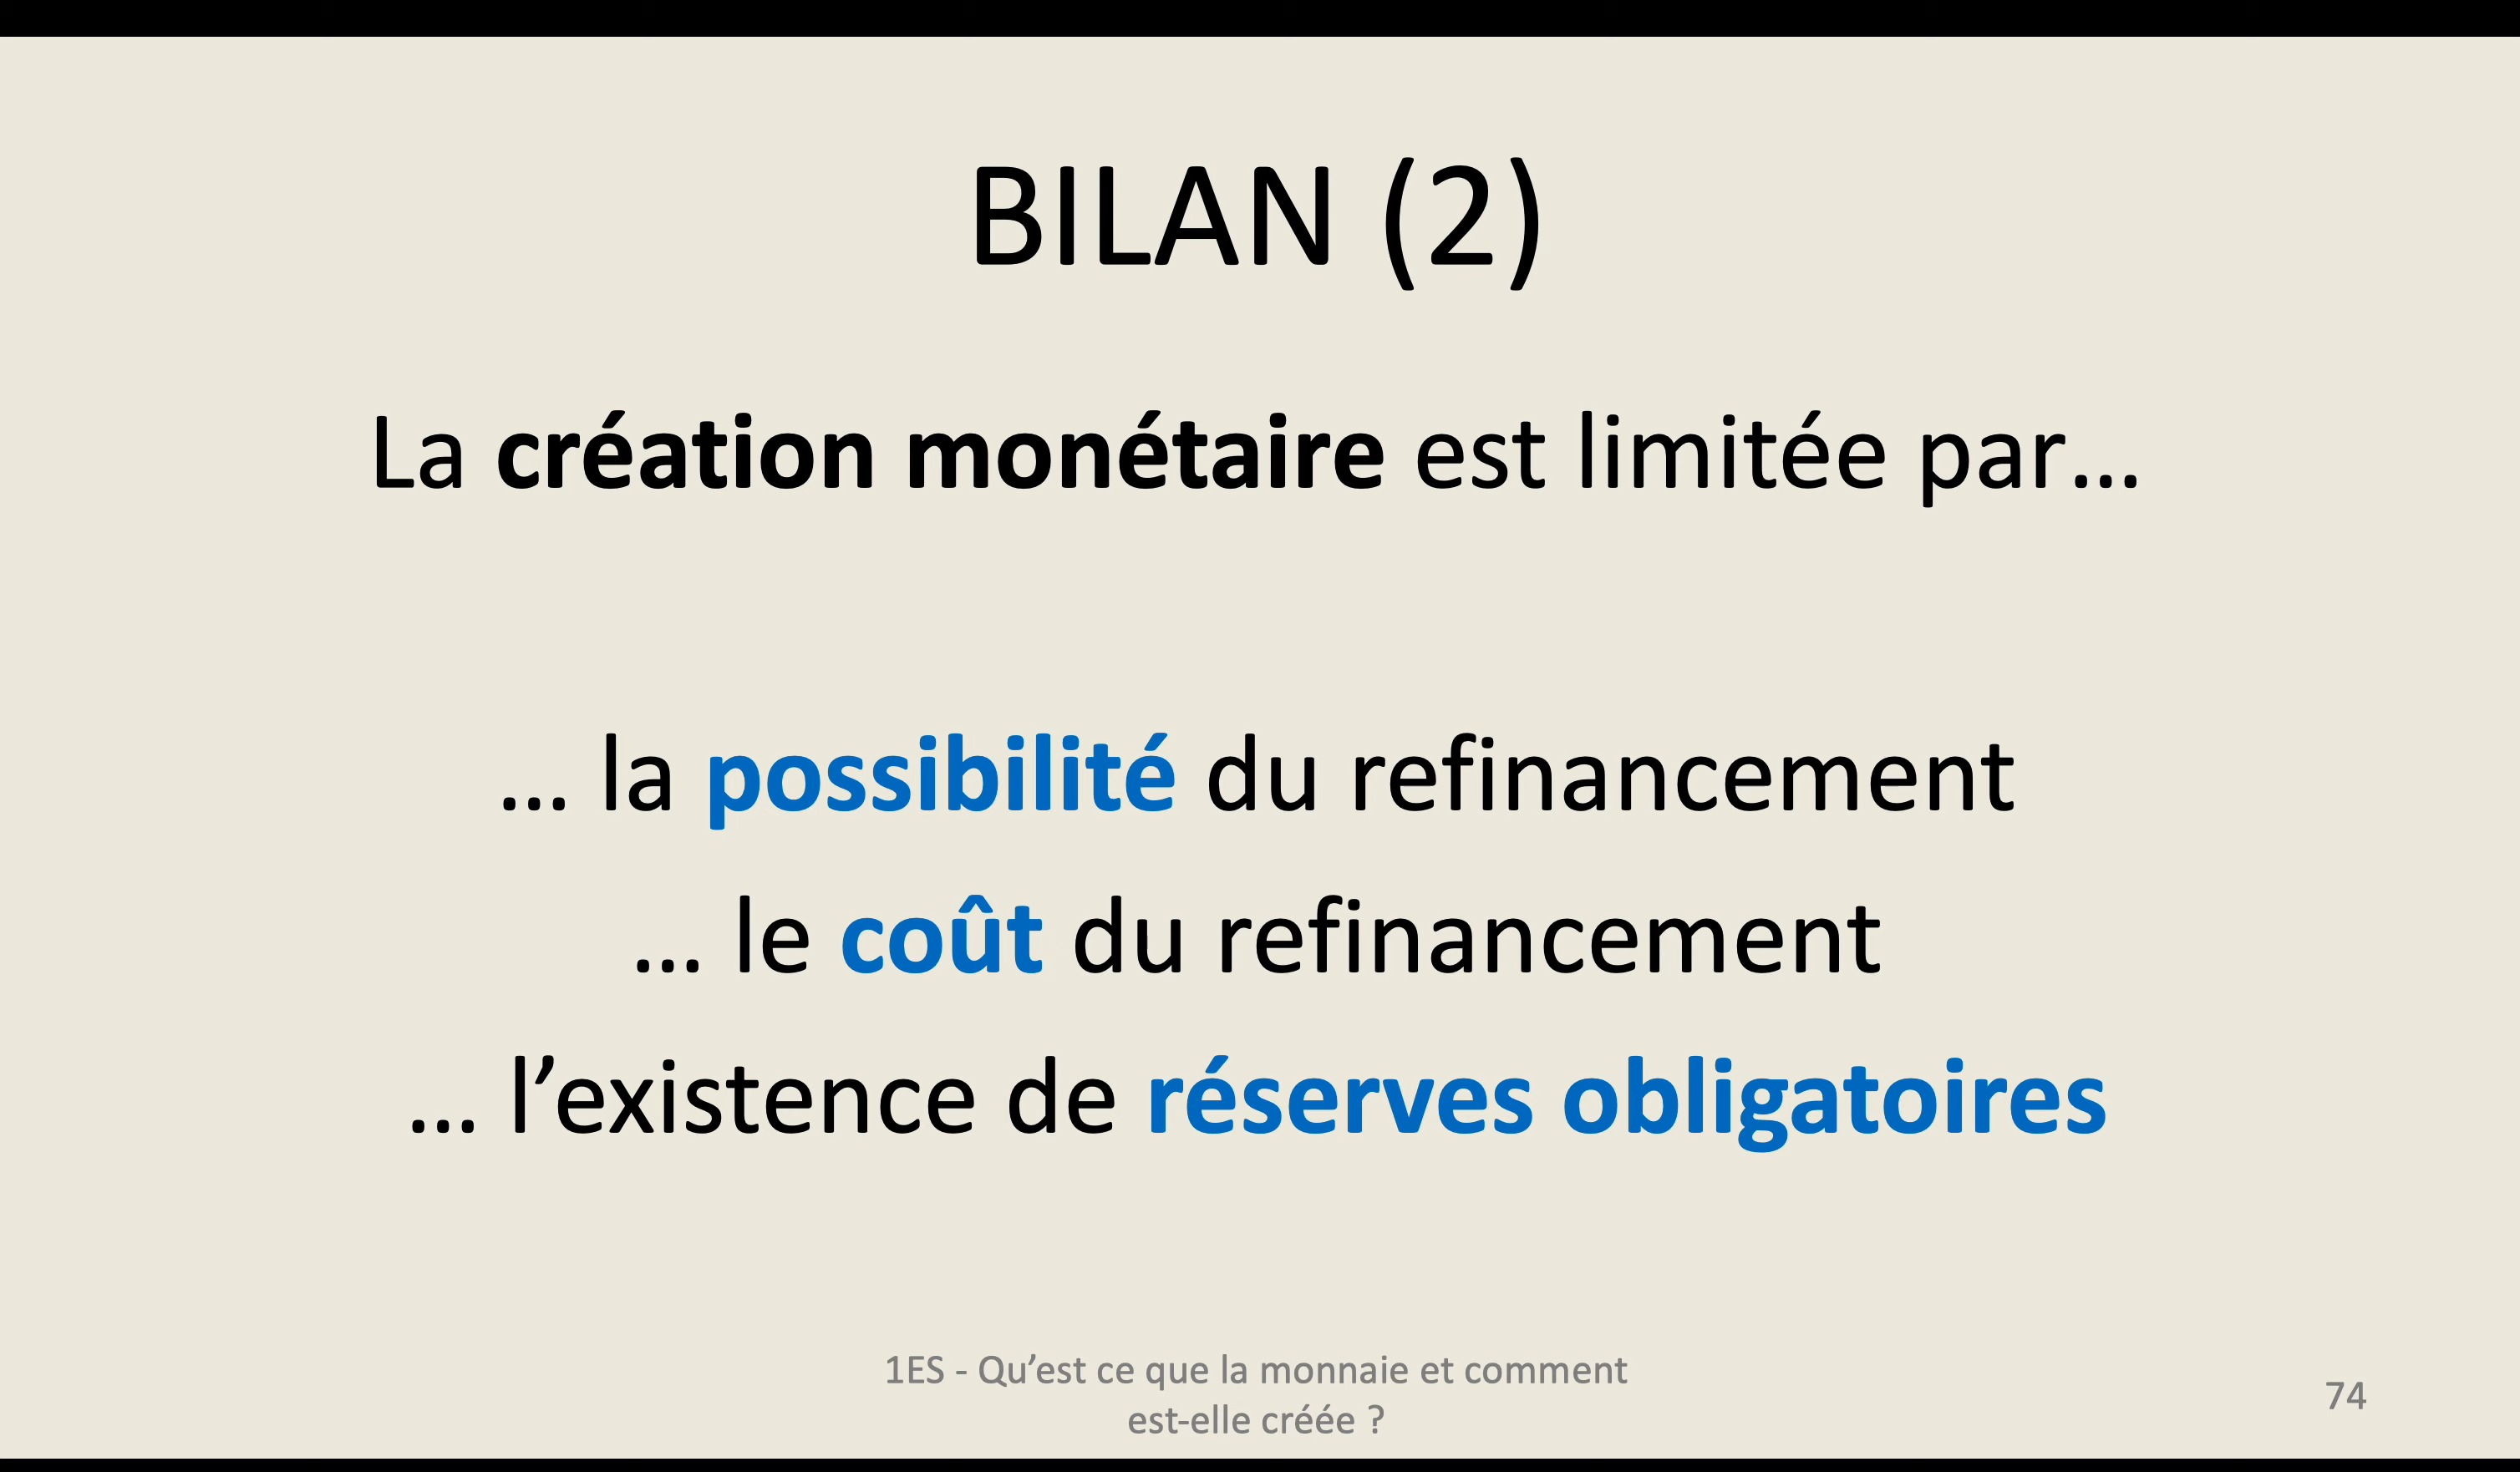 BILAN (2)
La création monétaire est limitée par...
... la possibilité du refinancement
... le coût du refinancement
... l’existence de réserves obligatoires
1ES - Qu’est ce que la monnaie et comment
est-elle créée ?
74